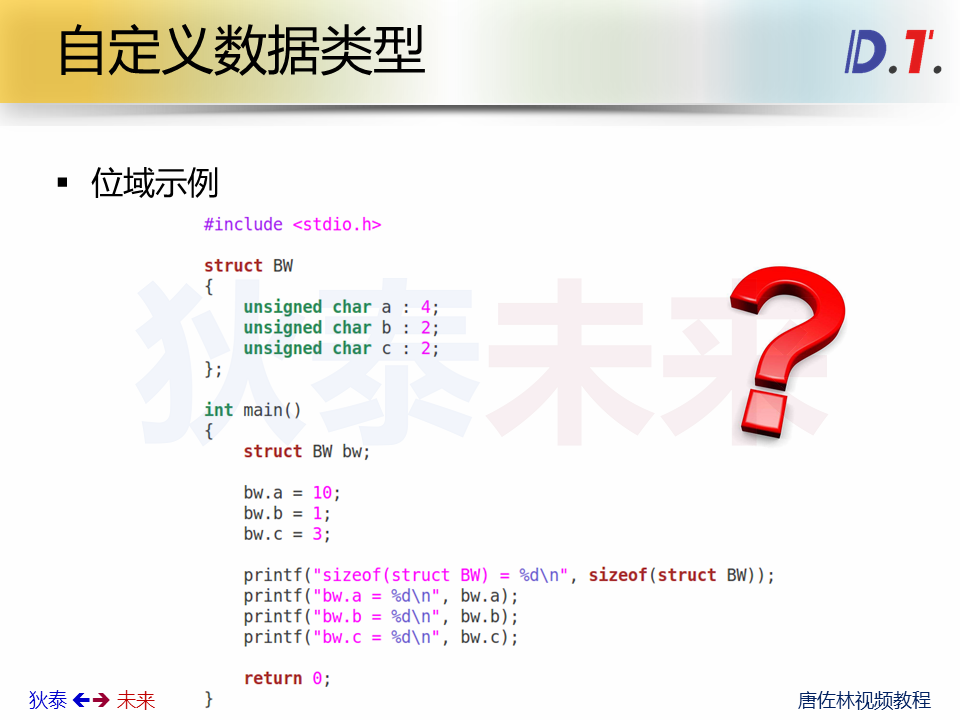 自定义数据类型
D.T.
▪ 位域示例
#include <stdio.h>
struct BW
{
    unsigned char a : 4;
    unsigned char b : 2;
    unsigned char c : 2;
};
int main()
{
    struct BW bw;
    bw.a = 10;
    bw.b = 1;
    bw.c = 3;
    printf("sizeof(struct BW) = %d\n", sizeof(struct BW));
    printf("bw.a = %d\n", bw.a);
    printf("bw.b = %d\n", bw.b);
    printf("bw.c = %d\n", bw.c);
    return 0;
}
狄泰未来
狄泰 ←→ 未来
唐佐林视频教程